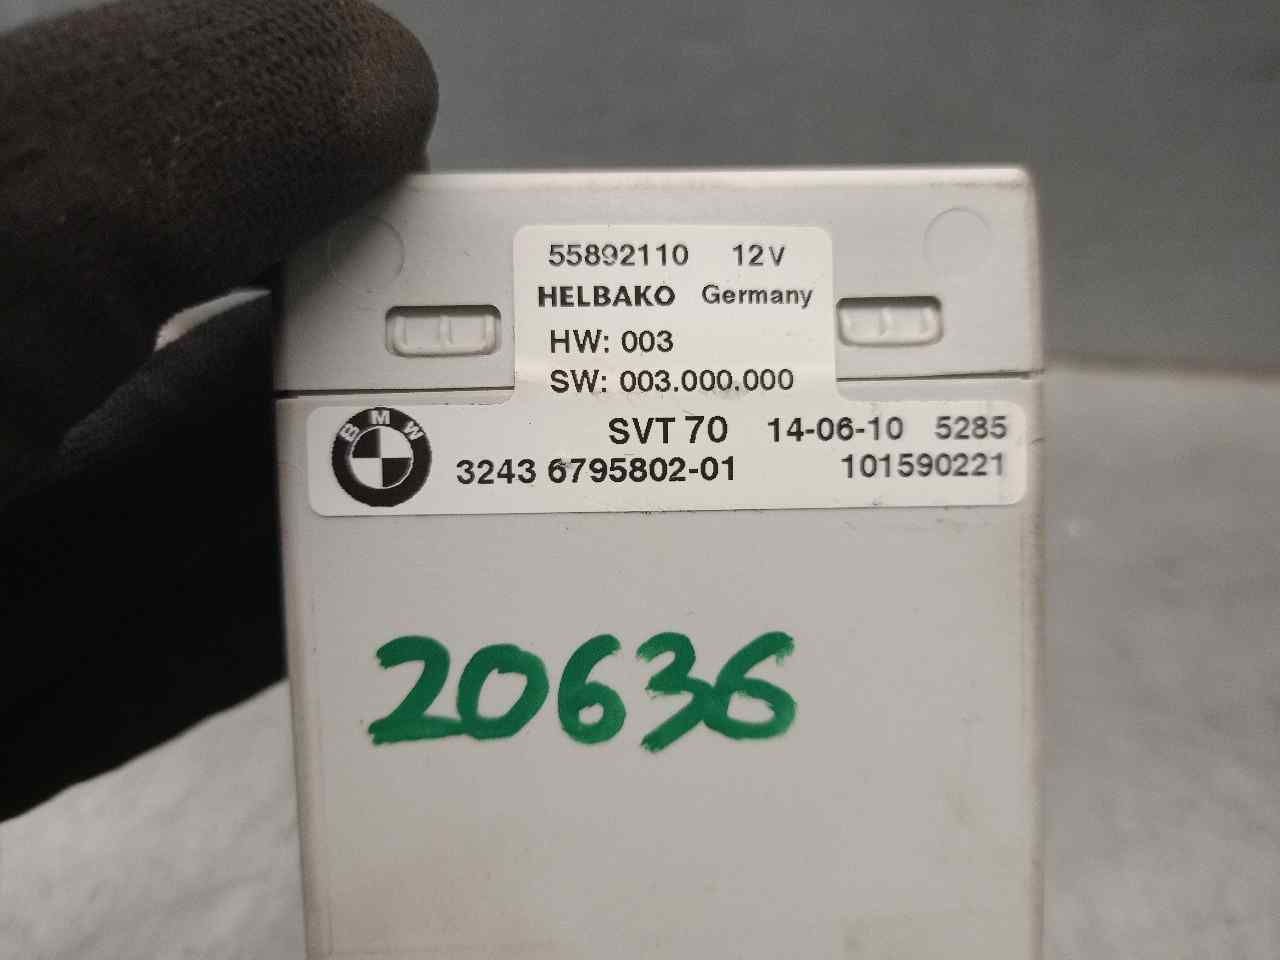 55892110 12V
HELBAKO Germany
HW: 003
SW: 003.000.000
BMW
SVT 70 14-06-10 5285
3243 6795802-01 101590221
20636